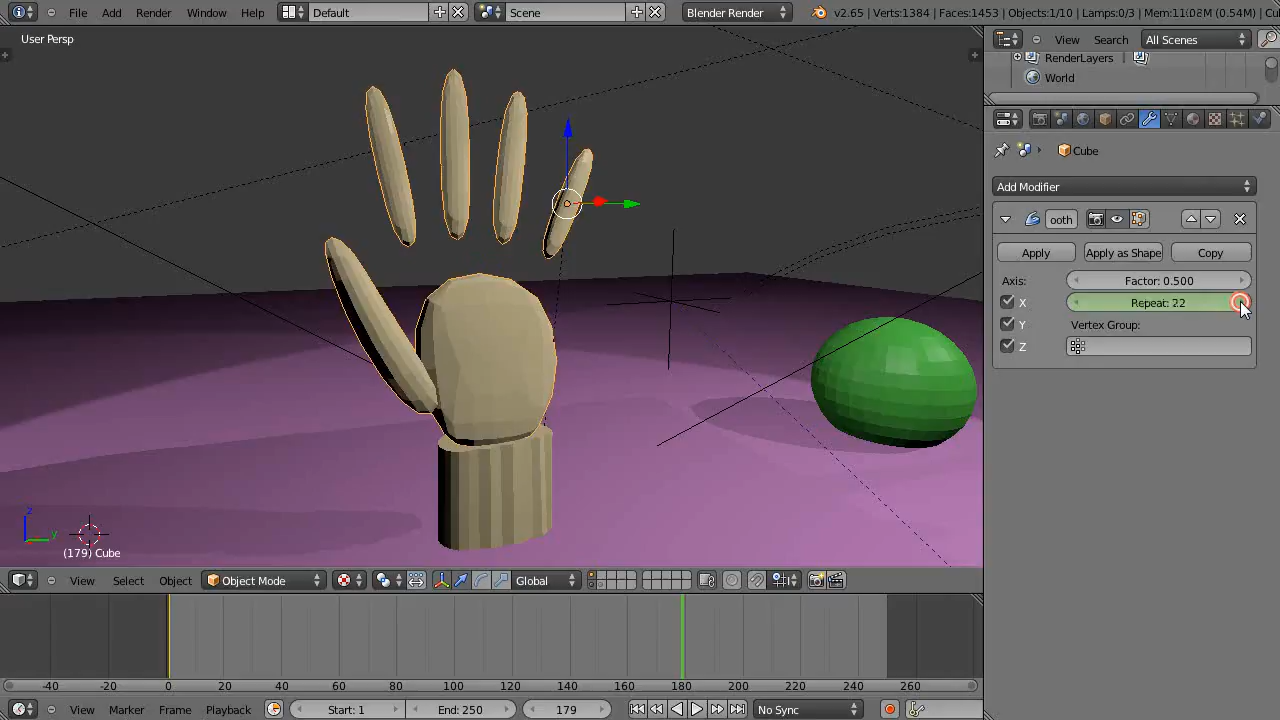 File Add Render Window Help Default Scene Blender Render v2.65 | Verts:1384 | Faces:1453 | Objects:1/10 | Lamps:0/3 | Mem:11.03M (0.54M) | Cu
User Persp
View Search All Scenes
RenderLayers
World
Cube
Add Modifier
ooth
Apply Apply as Shape Copy
Axis: Factor: 0.500
X Repeat: 22
Y Vertex Group:
Z
z
y
(179) Cube
View Select Object Object Mode Global
-40 -20 0 20 40 60 80 100 120 140 160 180 200 220 240 260
View Marker Frame Playback Start: 1 End: 250 179 No Sync